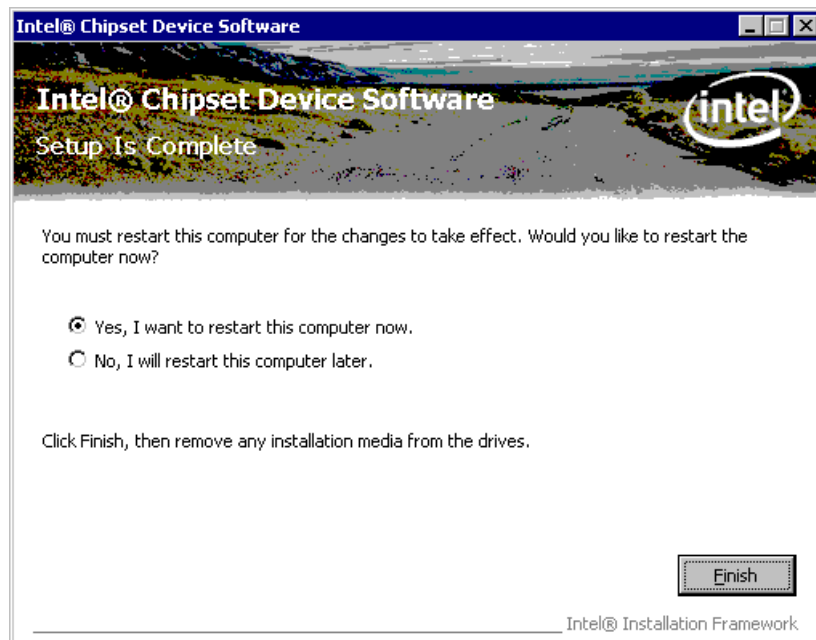 Intel® Chipset Device Software
Intel® Chipset Device Software
intel
Setup Is Complete
You must restart this computer for the changes to take effect. Would you like to restart the
computer now?
Yes, I want to restart this computer now.
No, I will restart this computer later.
Click Finish, then remove any installation media from the drives.
Finish
Intel® Installation Framework